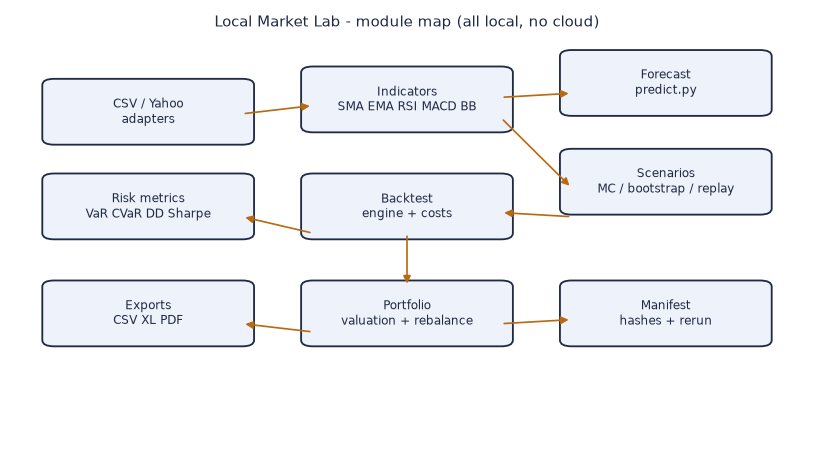 Local Market Lab - module map (all local, no cloud)
CSV / Yahoo
adapters
Indicators
SMA EMA RSI MACD BB
Forecast
predict.py
Risk metrics
VaR CVaR DD Sharpe
Backtest
engine + costs
Scenarios
MC / bootstrap / replay
Exports
CSV XL PDF
Portfolio
valuation + rebalance
Manifest
hashes + rerun